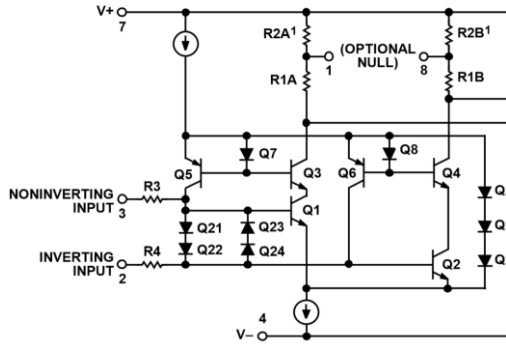 V+
7
R2A1
(OPTIONAL
NULL)
1
8
R2B1
R1A
R1B
Q5
Q7
Q3
Q6
Q8
Q4
R3
NONINVERTING
INPUT
3
Q1
Q21
Q23
Q22
Q24
INVERTING
INPUT
2
R4
Q2
4
V−